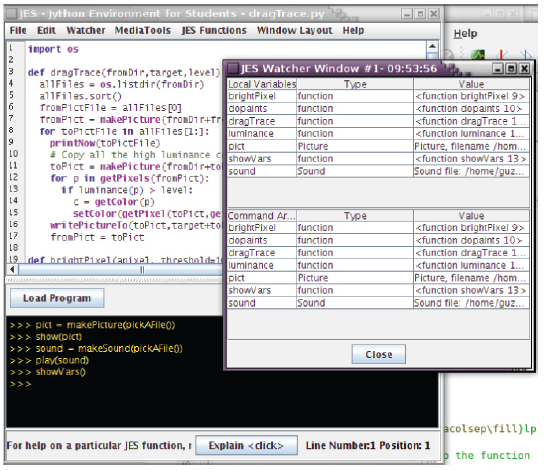 JES - Jython Environment for Students - dragTrace.py
File Edit Watcher MediaTools JES Functions Window Layout Help
Help
1 import os
2
3 def dragTrace(fromDir,target,level)
4 allFiles = os.listdir(fromDir)
5 allFiles.sort()
6 fromPictFile = allFiles[0]
7 fromPict = makePicture(fromDir+fro
8 for toPictFile in allFiles[1:]:
9 printNow(toPictFile)
10 # Copy all the high luminance c
11 toPict = makePicture(fromDir+to
12 for p in getPixels(fromPict):
13 if luminance(p) > level:
14 c = getColor(p)
15 setColor(getPixel(toPict,ge
16 writePictureTo(toPict,target+to
17 fromPict = toPict
18
19 def brightPixel(apixel, threshold=10
JES Watcher Window #1- 09:53:56
Local Variables Type Value
brightPixel function <function brightPixel 9>
dopaints function <function dopaints 10>
dragTrace function <function dragTrace 1...
luminance function <function luminance 1...
pict Picture Picture, filename /hom...
showVars function <function showVars 13>
sound Sound Sound file: /home/guz...
Command Ar... Type Value
brightPixel function <function brightPixel 9>
dopaints function <function dopaints 10>
dragTrace function <function dragTrace 1...
luminance function <function luminance 1...
pict Picture Picture, filename /hom...
showVars function <function showVars 13>
sound Sound Sound file: /home/guz...
Close
Load Program
>>> pict = makePicture(pickAFile())
>>> show(pict)
>>> sound = makeSound(pickAFile())
>>> play(sound)
>>> showVars()
>>>
For help on a particular JES function, Explain <click> Line Number:1 Position: 1
acolsep\fill}lp
the function